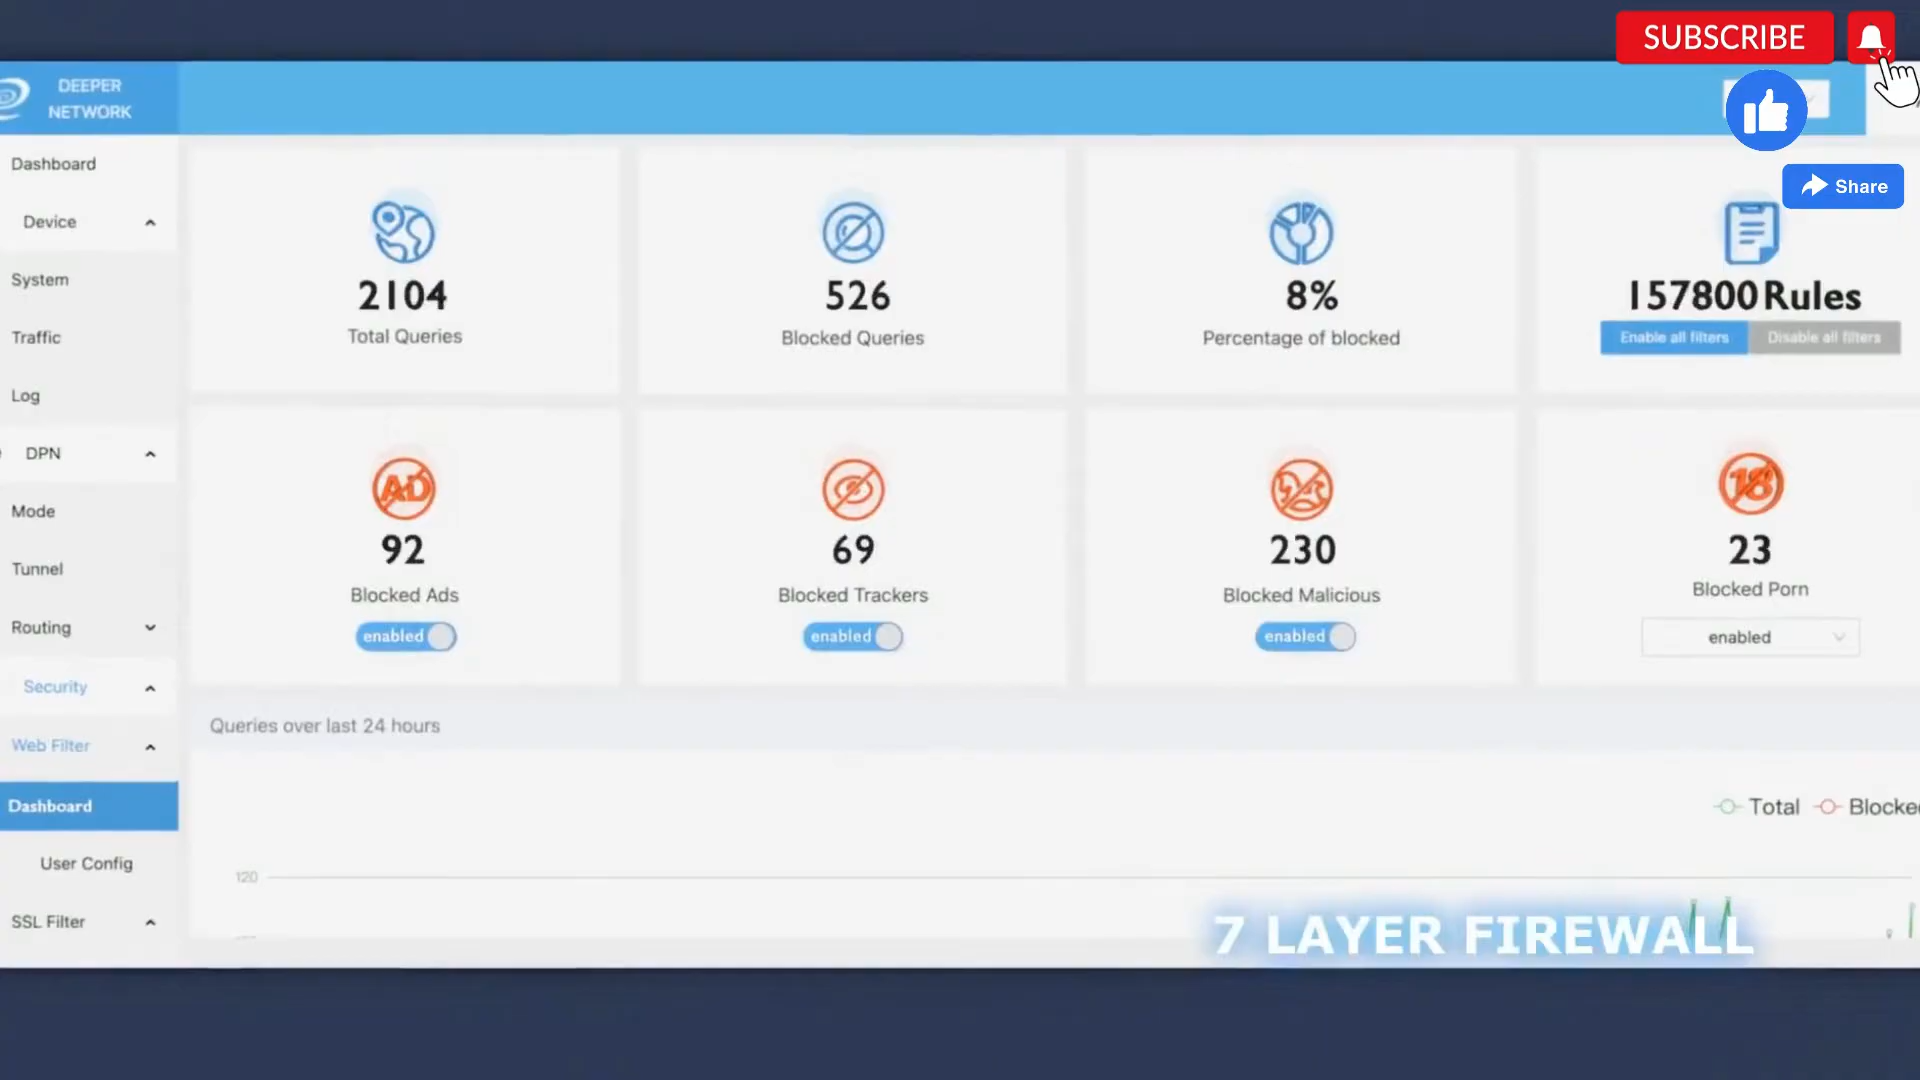 SUBSCRIBE
DEEPER
NETWORK
Share
Dashboard
Device
System
Traffic
Log
DPN
Mode
Tunnel
Routing
Security
Web Filter
Dashboard
User Config
SSL Filter
2104
Total Queries
526
Blocked Queries
8%
Percentage of blocked
157800 Rules
Enable all filters
Disable all filters
AD
92
Blocked Ads
enabled
69
Blocked Trackers
enabled
230
Blocked Malicious
enabled
18
23
Blocked Porn
enabled
Queries over last 24 hours
Total
Blocke
120
7 LAYER FIREWALL